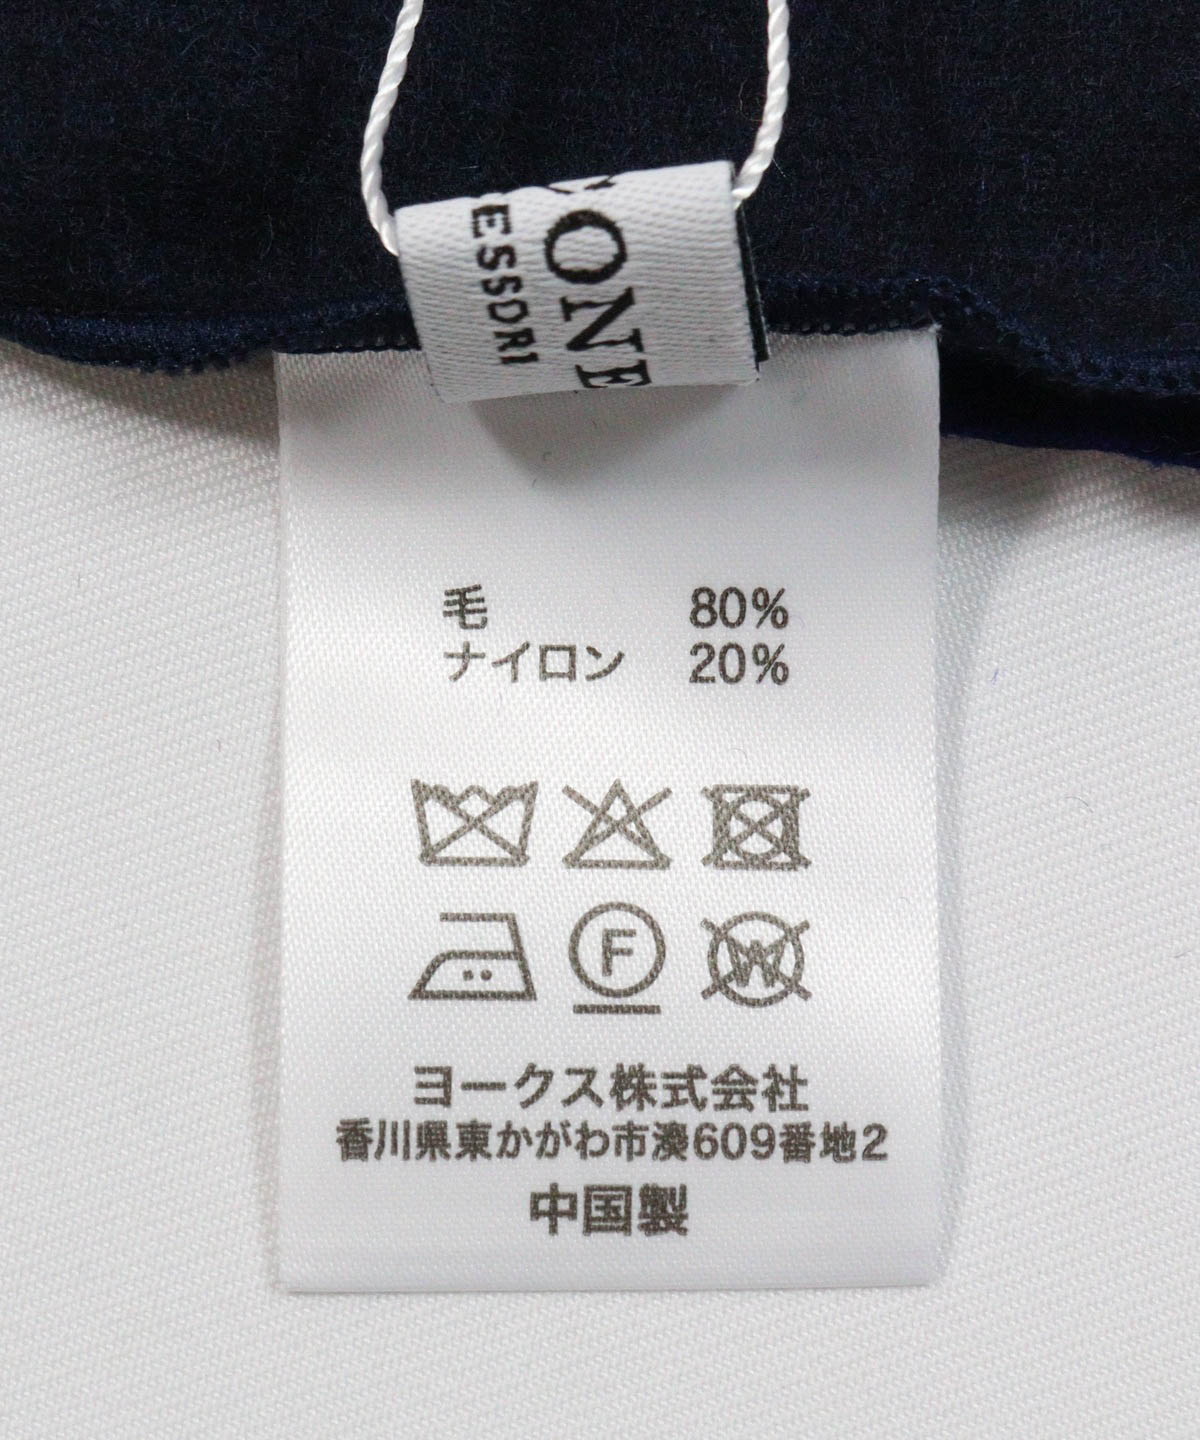 CONE
ESSORI
毛 80%
ナイロン 20%
F
W
ヨークス株式会社
香川県東かがわ市湊609番地2
中国製